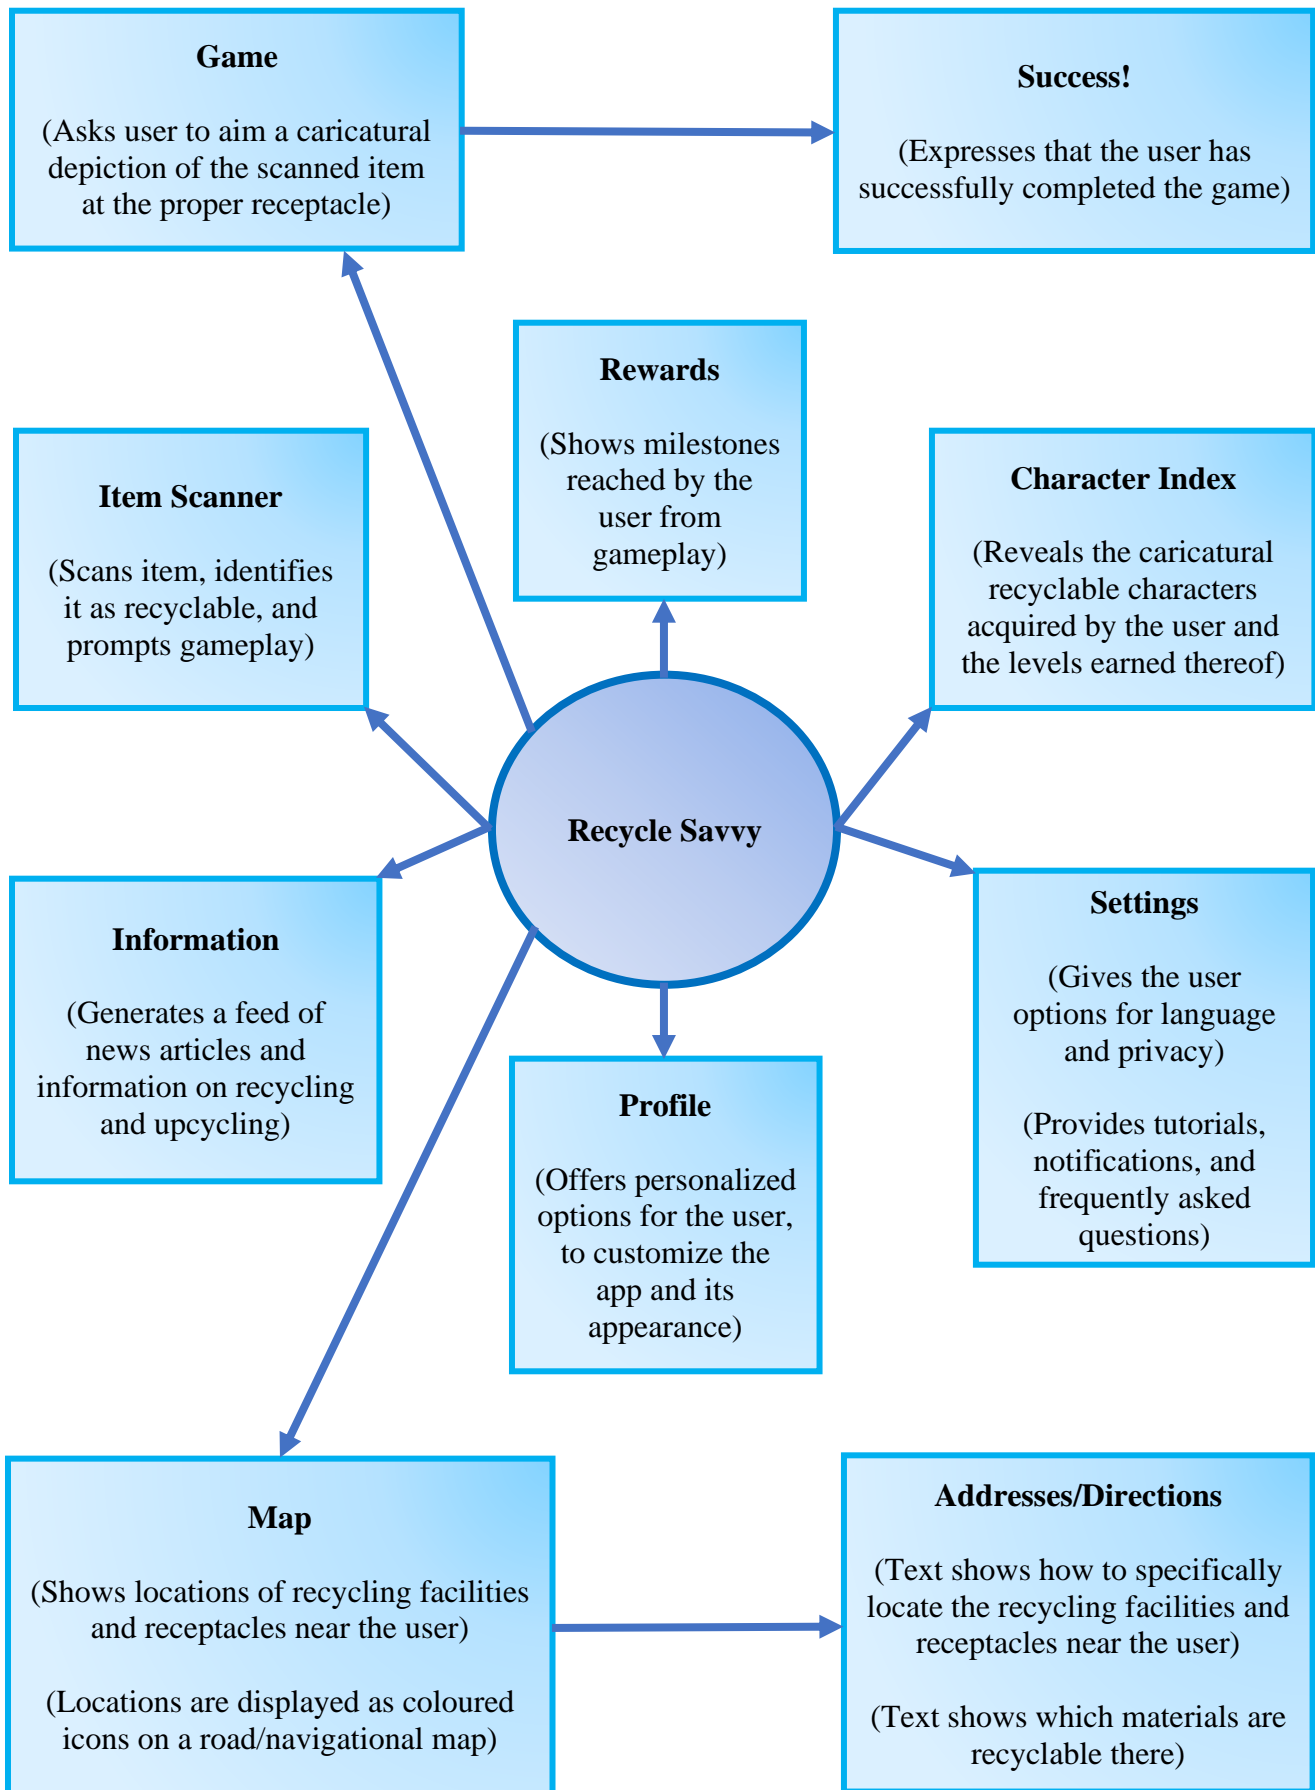 Game
(Asks user to aim a caricatural
depiction of the scanned item
at the proper receptacle)
Success!
(Expresses that the user has
successfully completed the game)
Rewards
(Shows milestones
reached by the
user from
gameplay)
Item Scanner
(Scans item, identifies
it as recyclable, and
prompts gameplay)
Character Index
(Reveals the caricatural
recyclable characters
acquired by the user and
the levels earned thereof)
Recycle Savvy
Information
(Generates a feed of
news articles and
information on recycling
and upcycling)
Settings
(Gives the user
options for language
and privacy)
(Provides tutorials,
notifications, and
frequently asked
questions)
Profile
(Offers personalized
options for the user,
to customize the
app and its
appearance)
Map
(Shows locations of recycling facilities
and receptacles near the user)
(Locations are displayed as coloured
icons on a road/navigational map)
Addresses/Directions
(Text shows how to specifically
locate the recycling facilities and
receptacles near the user)
(Text shows which materials are
recyclable there)